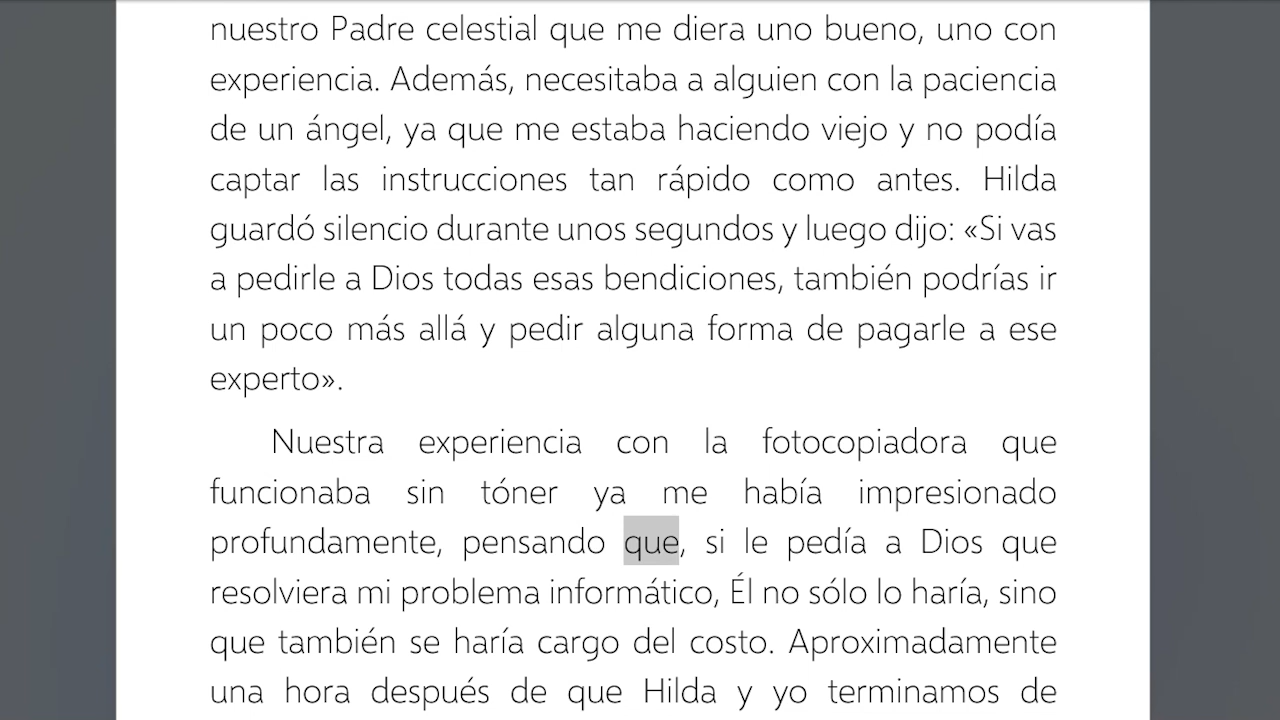 nuestro Padre celestial que me diera uno bueno, uno con
experiencia. Además, necesitaba a alguien con la paciencia
de un ángel, ya que me estaba haciendo viejo y no podía
captar las instrucciones tan rápido como antes. Hilda
guardó silencio durante unos segundos y luego dijo: «Si vas
a pedirle a Dios todas esas bendiciones, también podrías ir
un poco más allá y pedir alguna forma de pagarle a ese
experto».
Nuestra experiencia con la fotocopiadora que
funcionaba sin tóner ya me había impresionado
profundamente, pensando que, si le pedía a Dios que
resolviera mi problema informático, Él no sólo lo haría, sino
que también se haría cargo del costo. Aproximadamente
una hora después de que Hilda y yo terminamos de